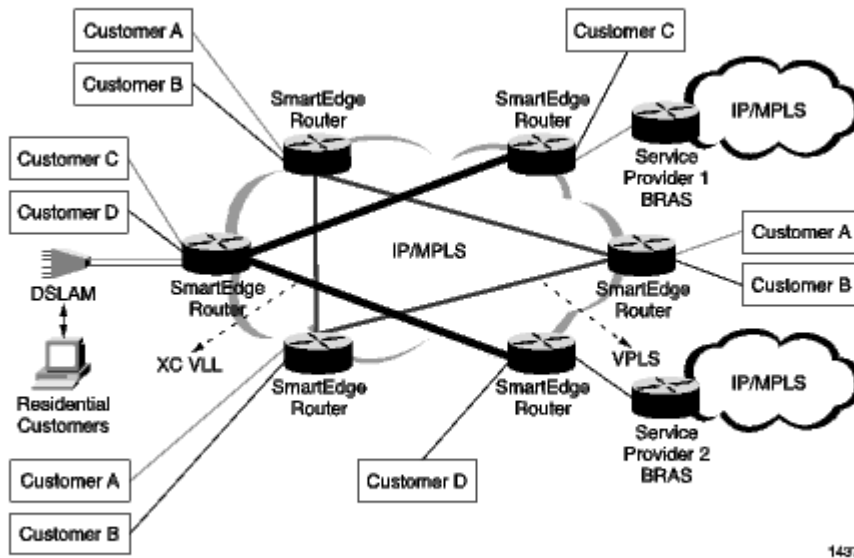 Customer A
Customer B
Customer C
SmartEdge
Router
SmartEdge
Router
IP/MPLS
Service
Provider 1
BRAS
Customer C
Customer D
DSLAM
SmartEdge
Router
IP/MPLS
SmartEdge
Router
Customer A
Customer B
XC VLL
VPLS
Residential
Customers
SmartEdge
Router
SmartEdge
Router
IP/MPLS
Service
Provider 2
BRAS
Customer A
Customer B
Customer D